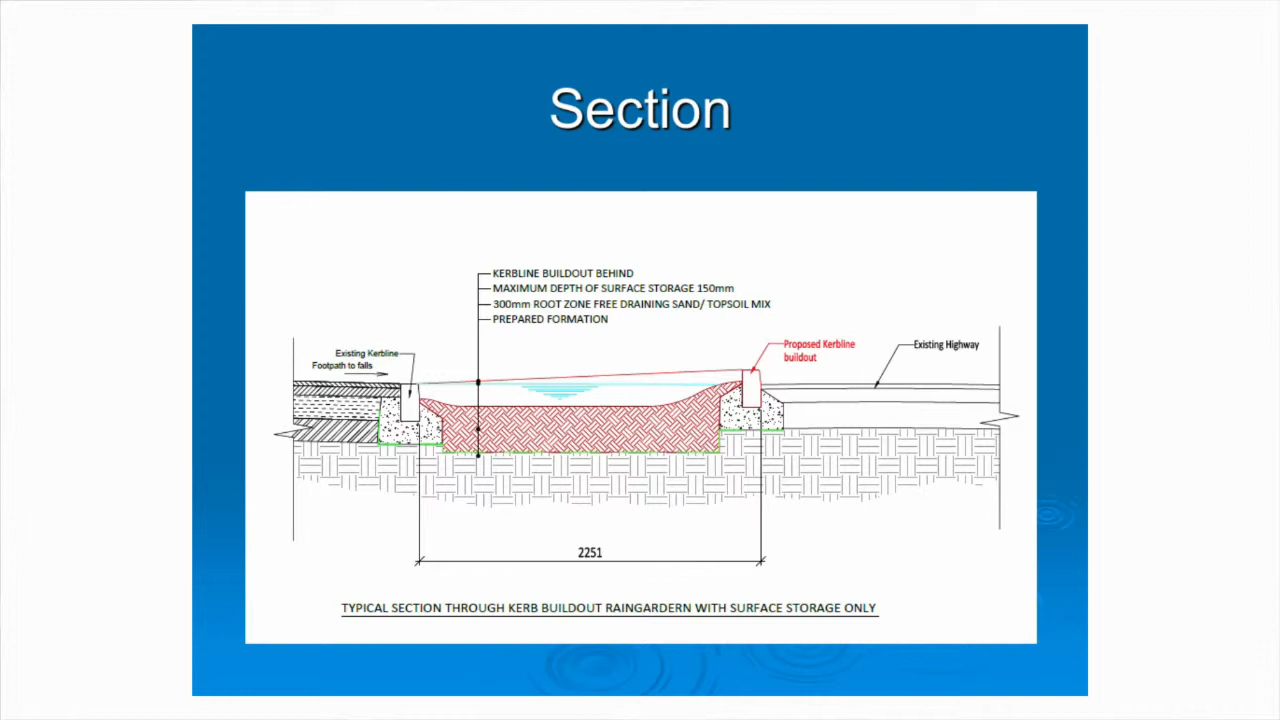 Section
KERBLINE BUILDOUT BEHIND
MAXIMUM DEPTH OF SURFACE STORAGE 150mm
300mm ROOT ZONE FREE DRAINING SAND/ TOPSOIL MIX
PREPARED FORMATION
Existing Kerbline
Footpath to falls
Proposed Kerbline
buildout
Existing Highway
2251
TYPICAL SECTION THROUGH KERB BUILDOUT RAINGARDERN WITH SURFACE STORAGE ONLY